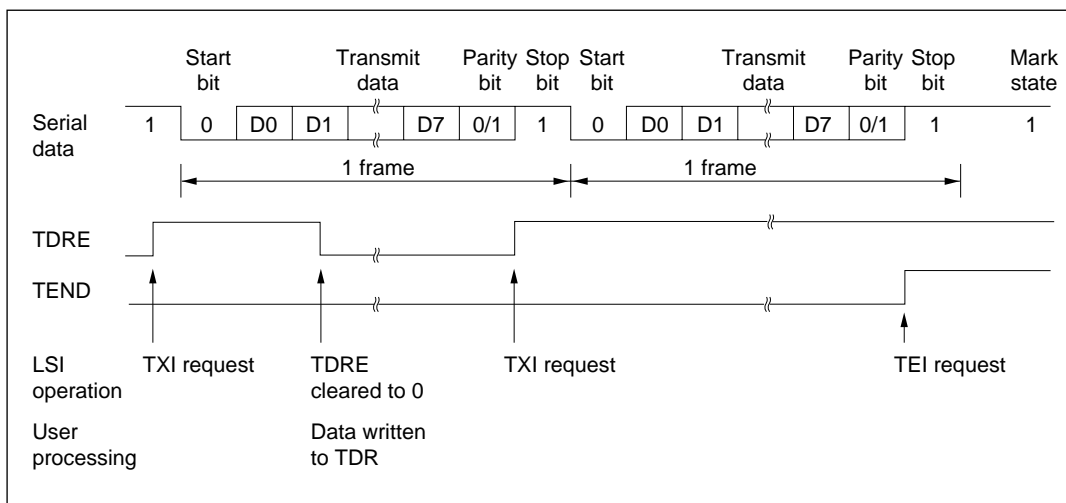 Start bit
Transmit data
Parity bit
Stop bit
Start bit
Transmit data
Parity bit
Stop bit
Mark state
Serial data
1 0 D0 D1 D7 0/1 1 0 D0 D1 D7 0/1 1 1
1 frame 1 frame
TDRE
TEND
LSI operation
TXI request
TDRE cleared to 0
TXI request
TEI request
User processing
Data written to TDR